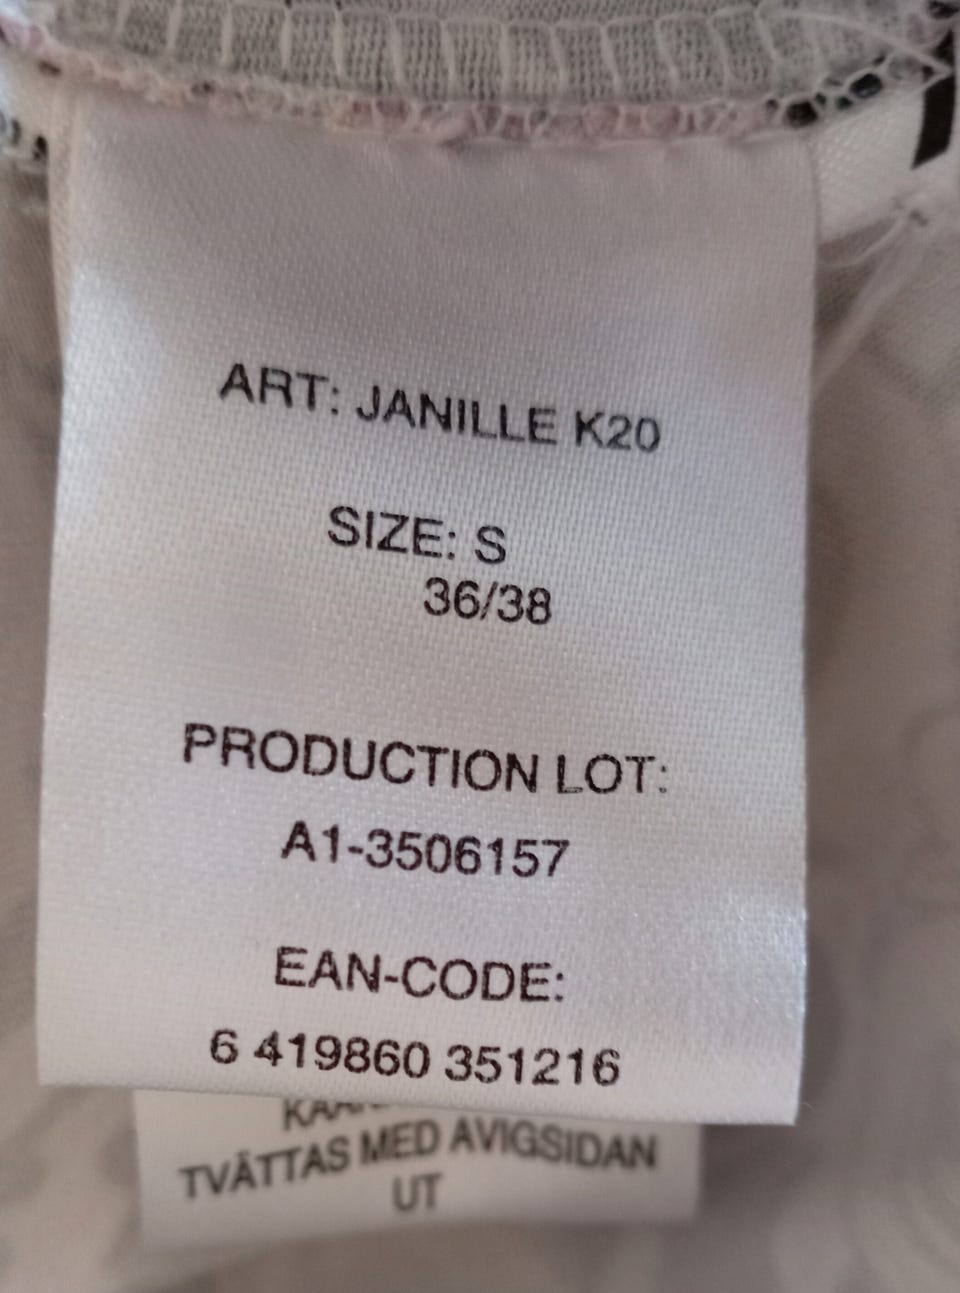 ART: JANILLE K20
SIZE: S
36/38
PRODUCTION LOT:
A1-3506157
EAN-CODE:
6 419860 351216
TVÄTTAS MED AVIGSIDAN
UT